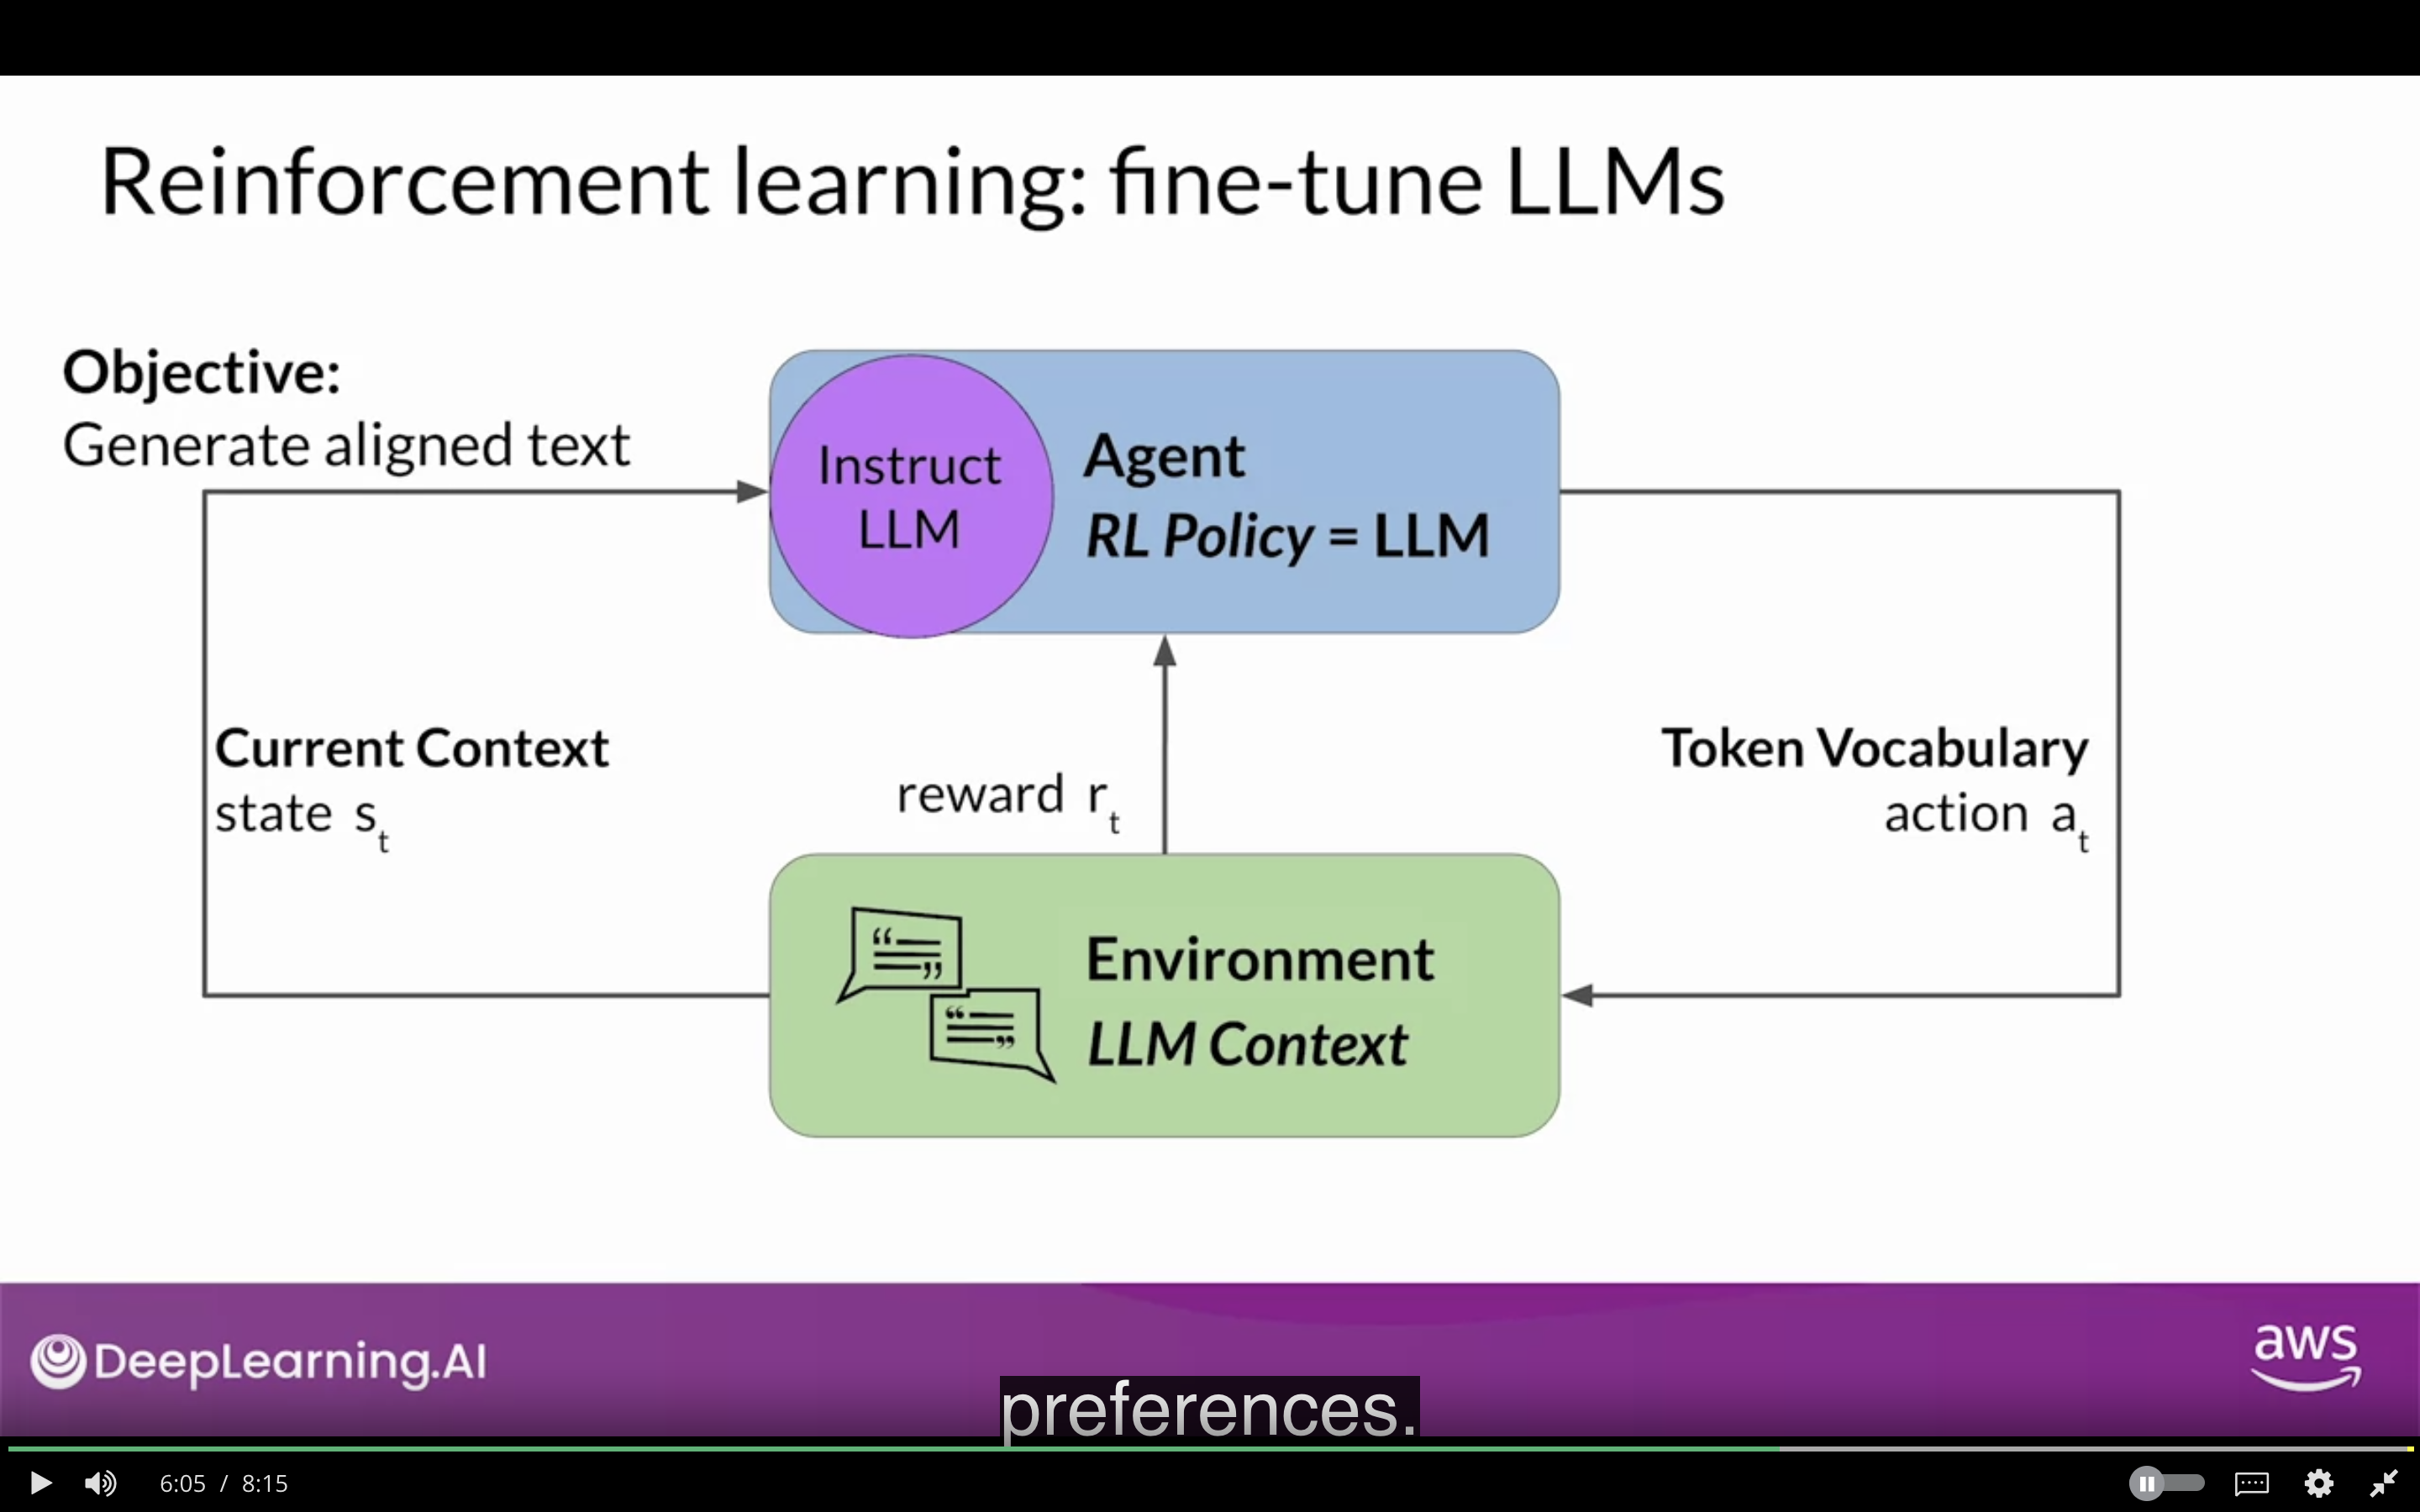 Reinforcement learning: fine-tune LLMs
Objective:
Generate aligned text
Instruct
LLM
Agent
RL Policy = LLM
Current Context
state s_t
reward r_t
Token Vocabulary
action a_t
“ ”
“ ”
Environment
LLM Context
DeepLearning.AI
aws
preferences.
6:05 / 8:15